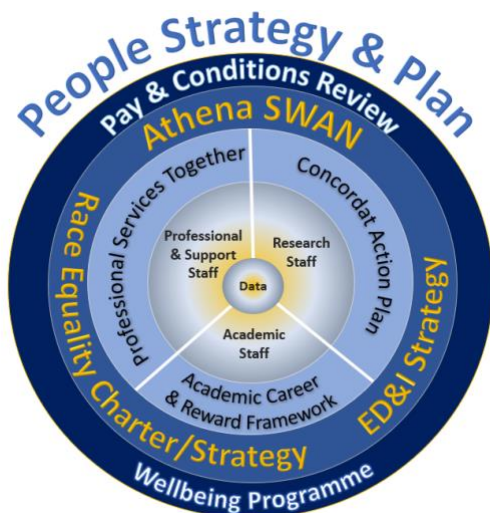 People Strategy & Plan
Pay & Conditions Review
Athena SWAN
Race Equality Charter/Strategy
ED&I Strategy
Professional Services Together
Concordat Action Plan
Professional
& Support
Staff
Research
Staff
Data
Academic
Staff
Academic Career
& Reward Framework
Wellbeing Programme